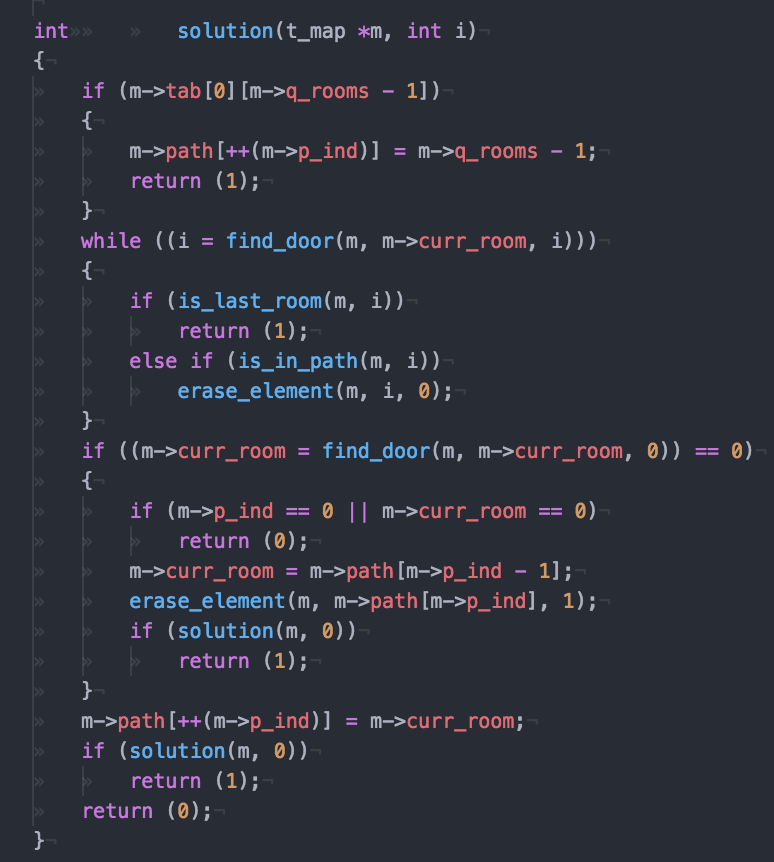 int solution(t_map *m, int i)
{
if (m->tab[0][m->q_rooms - 1])
{
m->path[++(m->p_ind)] = m->q_rooms - 1;
return (1);
}
while ((i = find_door(m, m->curr_room, i)))
{
if (is_last_room(m, i))
return (1);
else if (is_in_path(m, i))
erase_element(m, i, 0);
}
if ((m->curr_room = find_door(m, m->curr_room, 0)) == 0)
{
if (m->p_ind == 0 || m->curr_room == 0)
return (0);
m->curr_room = m->path[m->p_ind - 1];
erase_element(m, m->path[m->p_ind], 1);
if (solution(m, 0))
return (1);
}
m->path[++(m->p_ind)] = m->curr_room;
if (solution(m, 0))
return (1);
return (0);
}